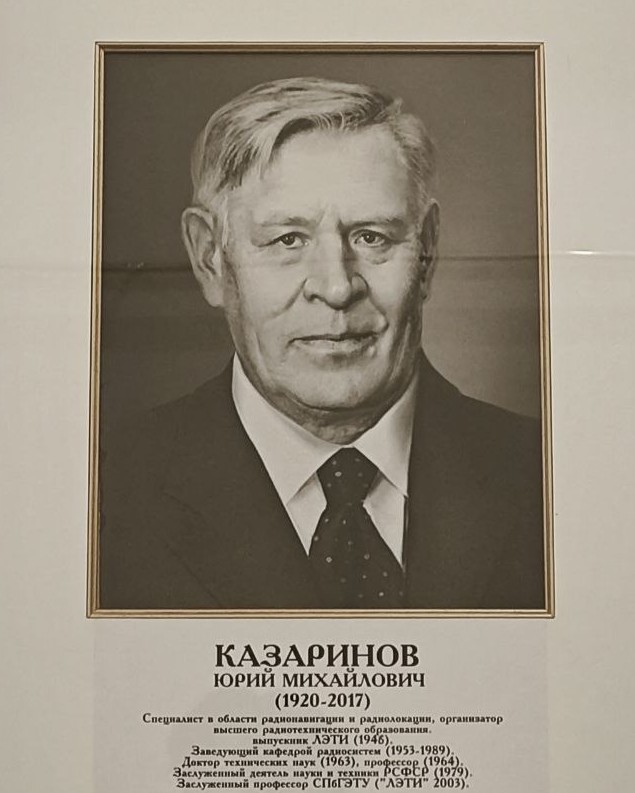 КАЗАРИНОВ
ЮРИЙ МИХАЙЛОВИЧ
(1920-2017)
Специалист в области радионавигации и радиолокации, организатор
высшего радиотехнического образования.
выпускник ЛЭТИ (1946).
Заведующий кафедрой радиосистем (1953-1989).
Доктор технических наук (1963), профессор (1964).
Заслуженный деятель науки и техники РСФСР (1979).
Заслуженный профессор СПбГЭТУ ("ЛЭТИ" 2003).